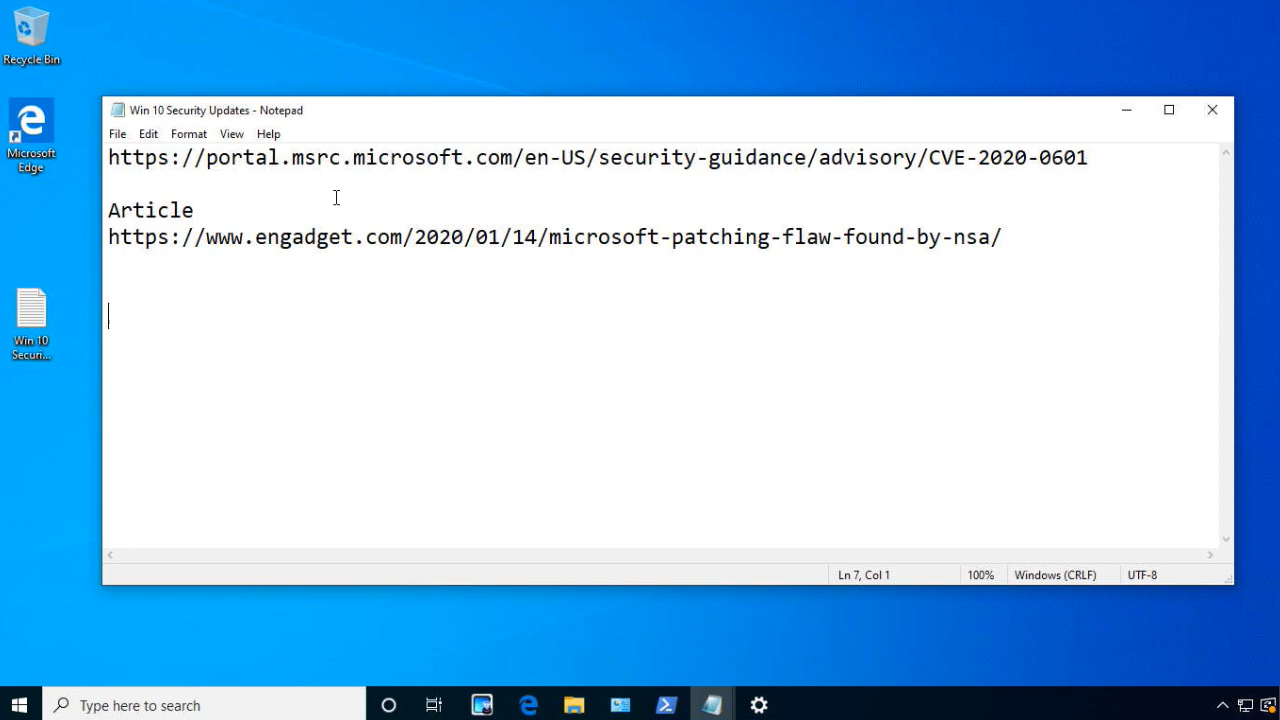 Recycle Bin
Microsoft
Edge
Win 10
Securi...
Win 10 Security Updates - Notepad
File Edit Format View Help
https://portal.msrc.microsoft.com/en-US/security-guidance/advisory/CVE-2020-0601
Article
https://www.engadget.com/2020/01/14/microsoft-patching-flaw-found-by-nsa/
Ln 7, Col 1 100% Windows (CRLF) UTF-8
Type here to search